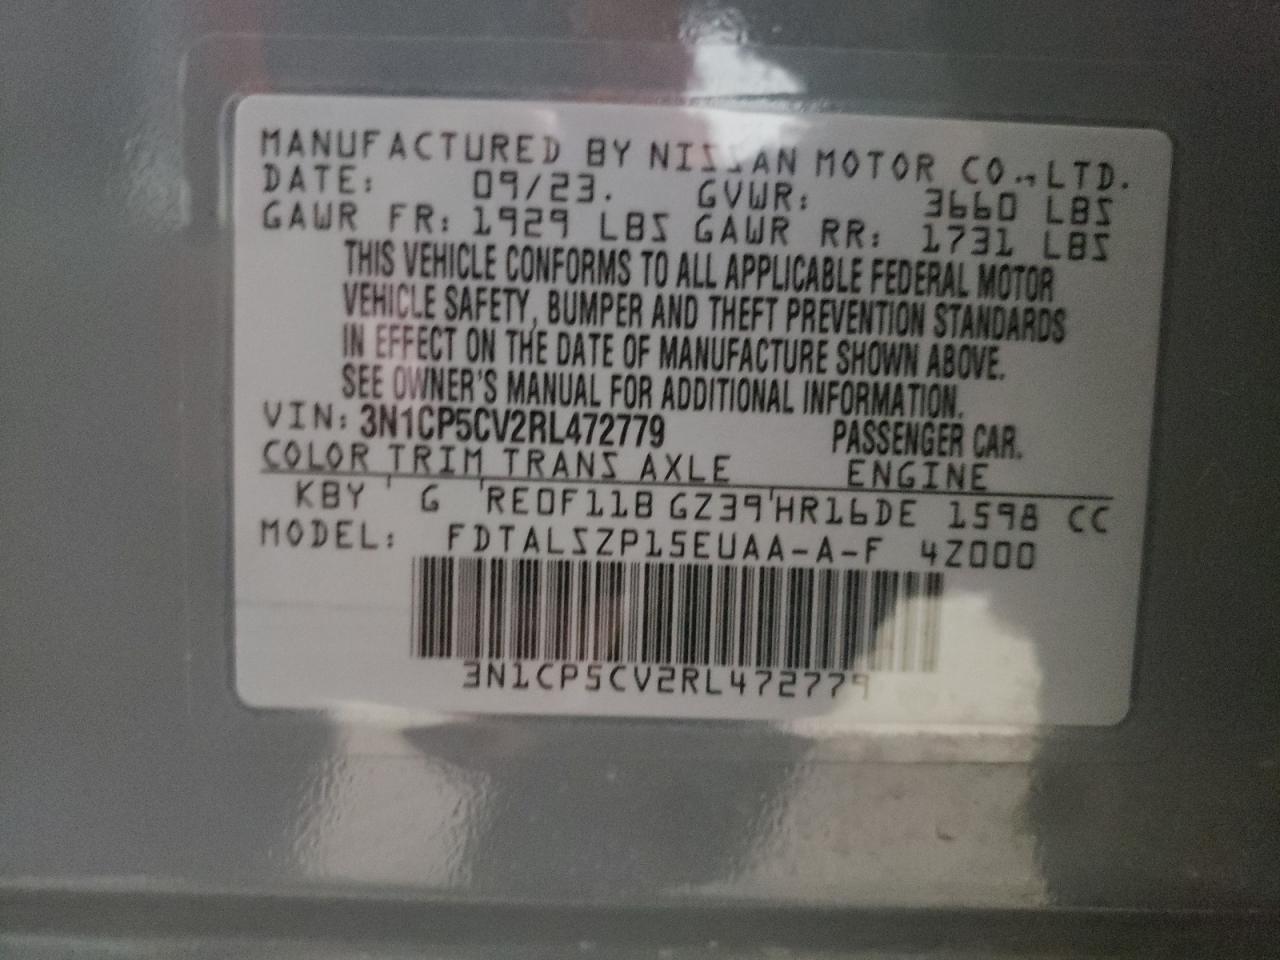 MANUFACTURED BY NISSAN MOTOR CO.,LTD.
DATE: 09/23. GVWR: 3660 LBS
GAWR FR: 1929 LBS GAWR RR: 1731 LBS
THIS VEHICLE CONFORMS TO ALL APPLICABLE FEDERAL MOTOR
VEHICLE SAFETY, BUMPER AND THEFT PREVENTION STANDARDS
IN EFFECT ON THE DATE OF MANUFACTURE SHOWN ABOVE.
SEE OWNER'S MANUAL FOR ADDITIONAL INFORMATION.
VIN: 3N1CP5CV2RL472779 PASSENGER CAR.
COLOR TRIM TRANS AXLE ENGINE
KBY G RE0F11B GZ39 HR16DE 1598 CC
MODEL: FDTALSZP15EUAA-A-F 4Z000
3N1CP5CV2RL472779